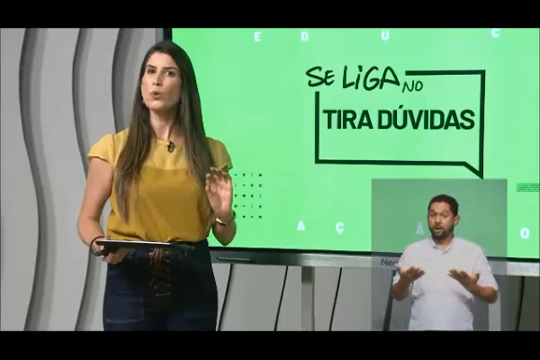 E D U C
SE LIGA NO
TIRA DÚVIDAS
A Ç Ã O